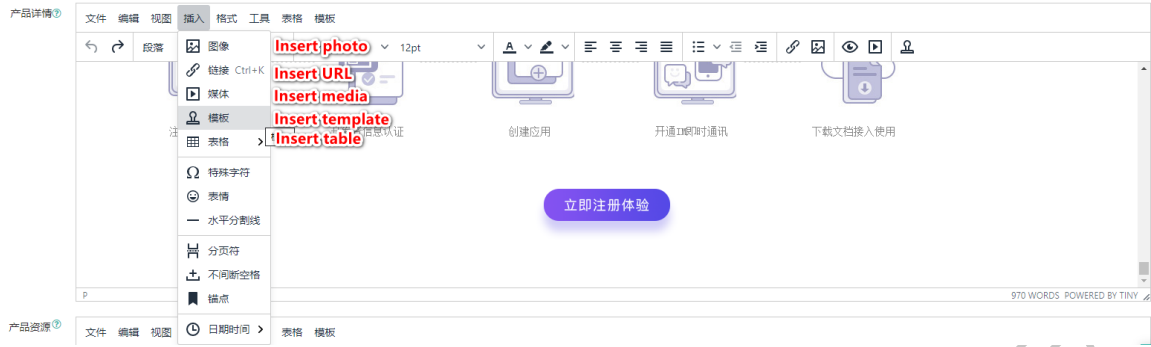 产品详情?
文件 编辑 视图 插入 格式 工具 表格 模板
段落 12pt A
图像 Insert photo
链接 Ctrl+K Insert URL
媒体 Insert media
模板 Insert template
表格 Insert table
注 信息认证 创建应用 下载文档接入使用
特殊字符
表情
水平分割线
立即注册体验
分页符
不间断空格
锚点
P 970 WORDS POWERED BY TINY
日期时间
产品资源?
文件 编辑 视图 表格 模板